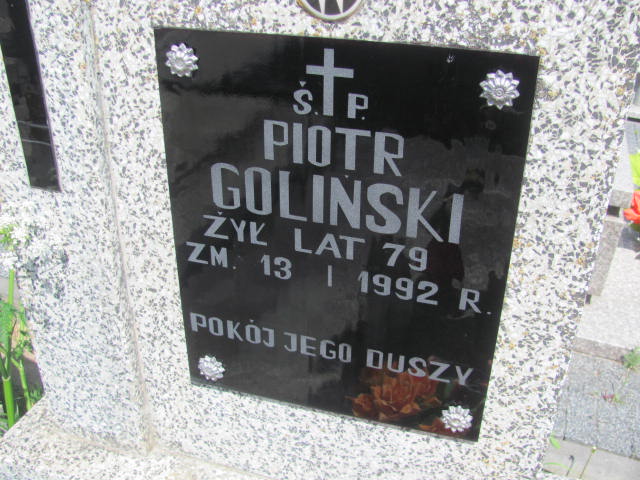 Ś. P.
PIOTR
GOLIŃSKI
ŻYŁ LAT 79
ZM. 13 I 1992 R.
POKÓJ JEGO DUSZY